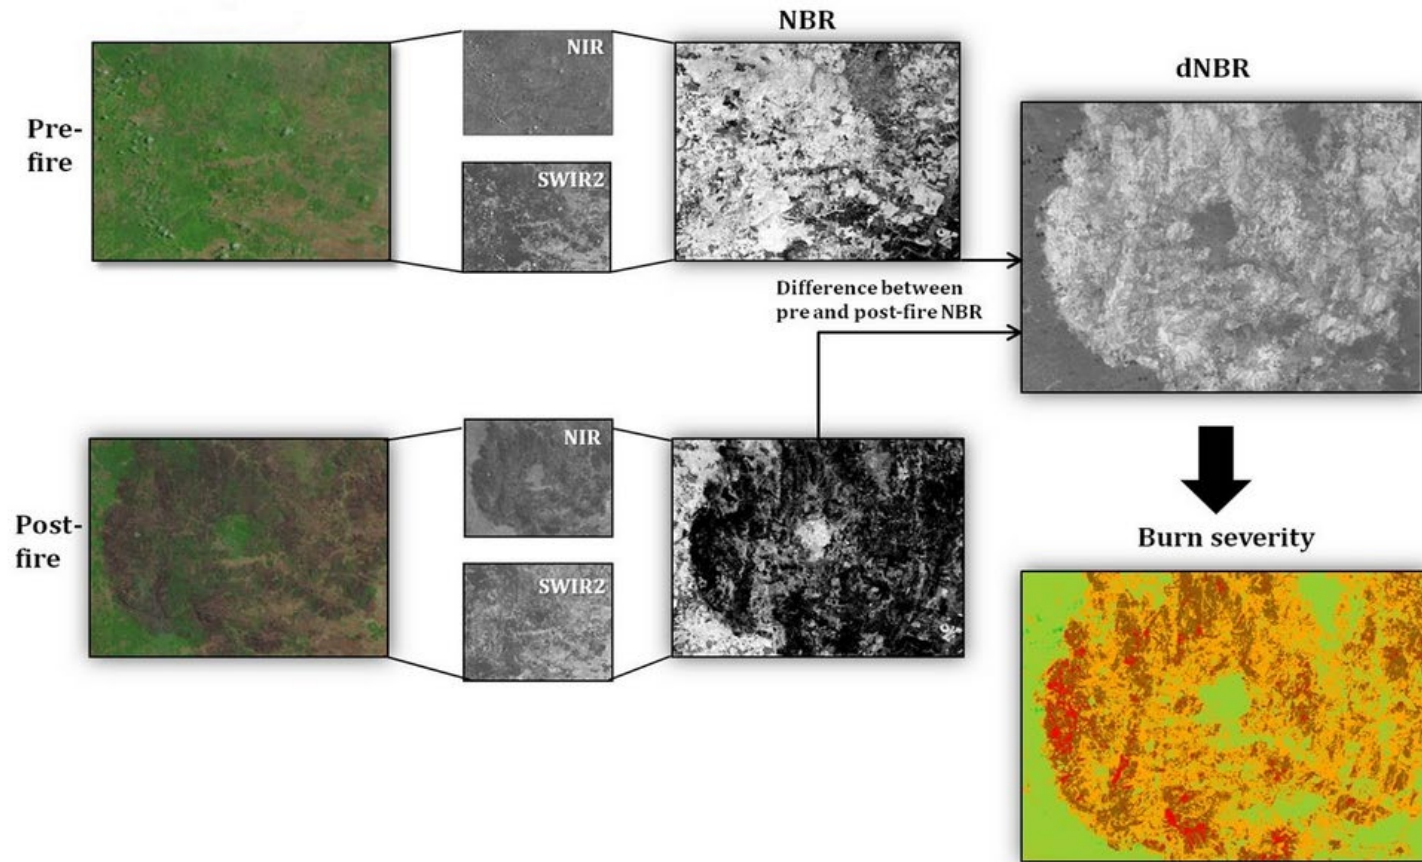 NBR
NIR
dNBR
Pre-
fire
SWIR2
Difference between
pre and post-fire NBR
NIR
Post-
fire
SWIR2
Burn severity